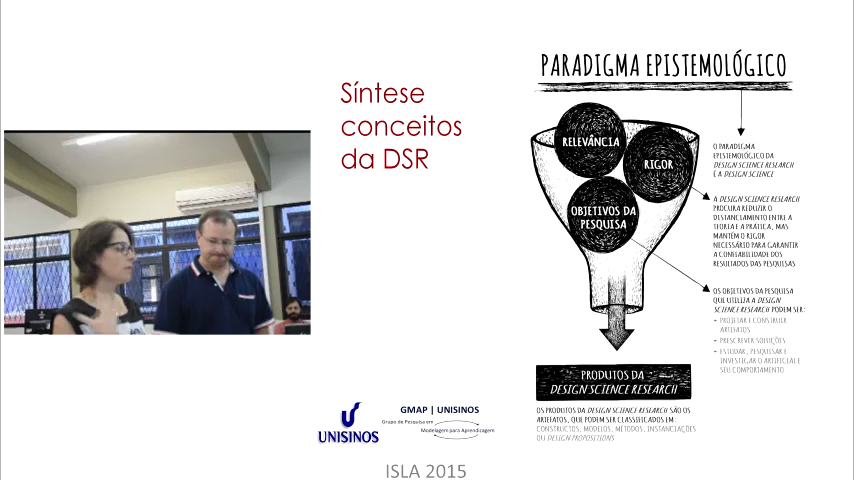 Síntese
conceitos
da DSR
PARADIGMA EPISTEMOLÓGICO
RELEVÂNCIA
RIGOR
OBJETIVOS DA
PESQUISA
O PARADIGMA
EPISTEMOLÓGICO DA
DESIGN SCIENCE RESEARCH
É A DESIGN SCIENCE
A DESIGN SCIENCE RESEARCH
PROCURA REDUZIR O
DISTANCIAMENTO ENTRE A
TEORIA E A PRÁTICA, MAS
MANTÉM O RIGOR
NECESSÁRIO PARA GARANTIR
A CONFIABILIDADE DOS
RESULTADOS DAS PESQUISAS
OS OBJETIVOS DA PESQUISA
QUE UTILIZA A DESIGN
SCIENCE RESEARCH PODEM SER:
- PROJETAR E CONSTRUIR
ARTEFATOS
- PRESCREVER SOLUÇÕES
- ESTUDAR, PESQUISAR E
INVESTIGAR O ARTIFICIAL E
SEU COMPORTAMENTO
PRODUTOS DA
DESIGN SCIENCE RESEARCH
OS PRODUTOS DA DESIGN SCIENCE RESEARCH SÃO OS
ARTEFATOS, QUE PODEM SER CLASSIFICADOS EM:
CONSTRUCTOS, MODELOS, MÉTODOS, INSTANCIAÇÕES
OU DESIGN PROPOSITIONS
UNISINOS
GMAP | UNISINOS
Grupo de Pesquisa em
Modelagem para Aprendizagem
ISLA 2015